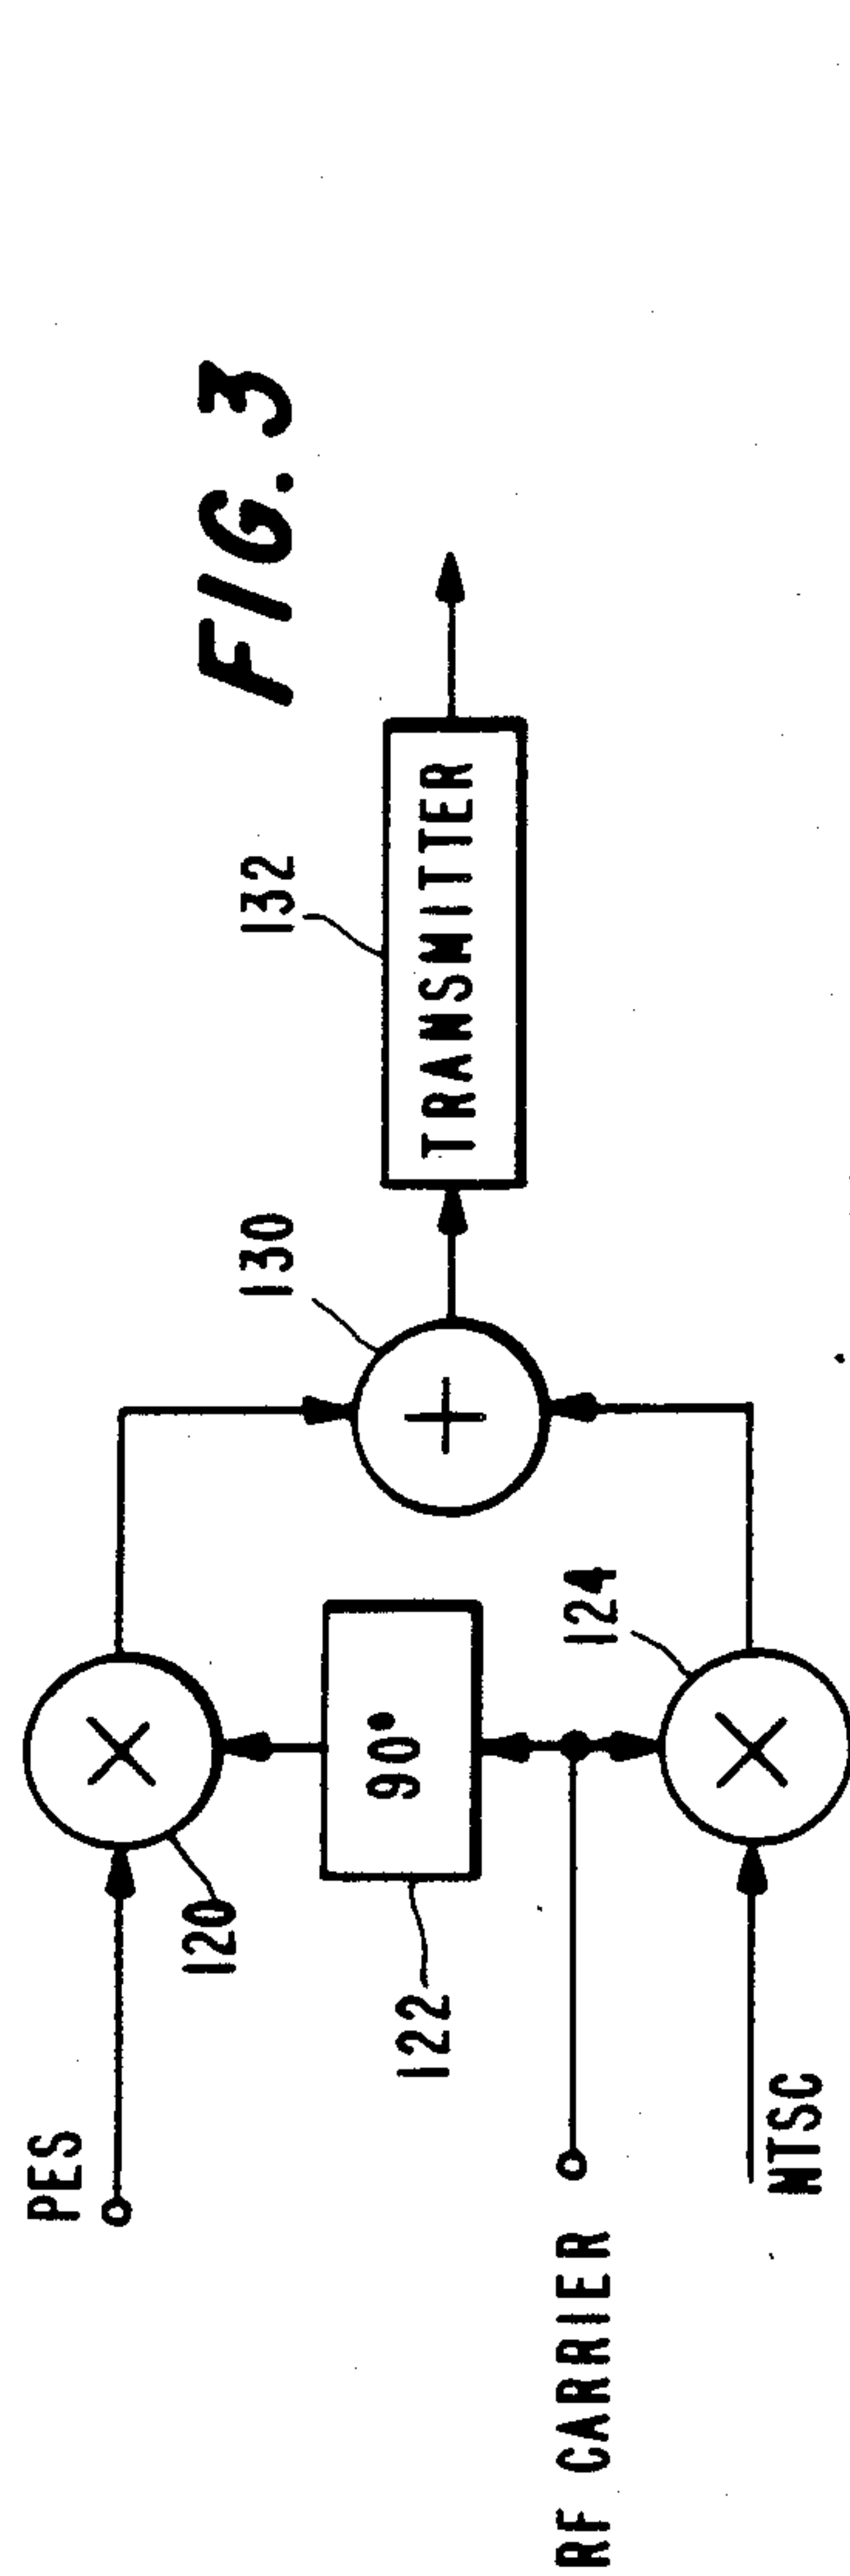 FIG. 3
PES
120
122
90°
RF CARRIER
124
NTSC
130
132
TRANSMITTER